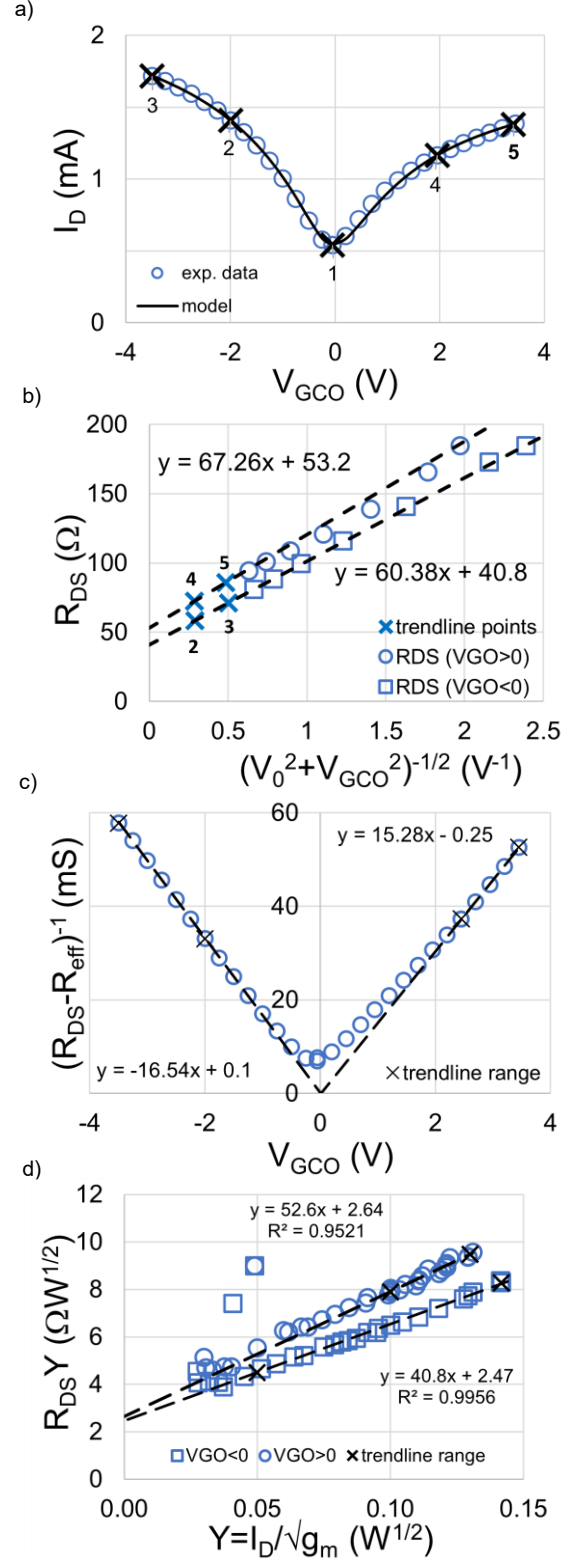 a)
2
1
0
I_D (mA)
3
2
1
4
5
exp. data
model
-4 -2 0 2 4
V_GCO (V)
b)
200
150
100
50
0
R_DS (Ω)
y = 67.26x + 53.2
y = 60.38x + 40.8
4 5
2 3
trendline points
RDS (VGO>0)
RDS (VGO<0)
0 0.5 1 1.5 2 2.5
(V_0^2+V_GCO^2)^-1/2 (V^-1)
c)
60
40
20
0
(R_DS-R_eff)^-1 (mS)
y = 15.28x - 0.25
y = -16.54x + 0.1
trendline range
-4 -2 0 2 4
V_GCO (V)
d)
12
10
8
6
4
2
0
R_DS Y (ΩW^1/2)
y = 52.6x + 2.64
R² = 0.9521
y = 40.8x + 2.47
R² = 0.9956
VGO<0 VGO>0 trendline range
0.00 0.05 0.10 0.15
Y=I_D/√g_m (W^1/2)